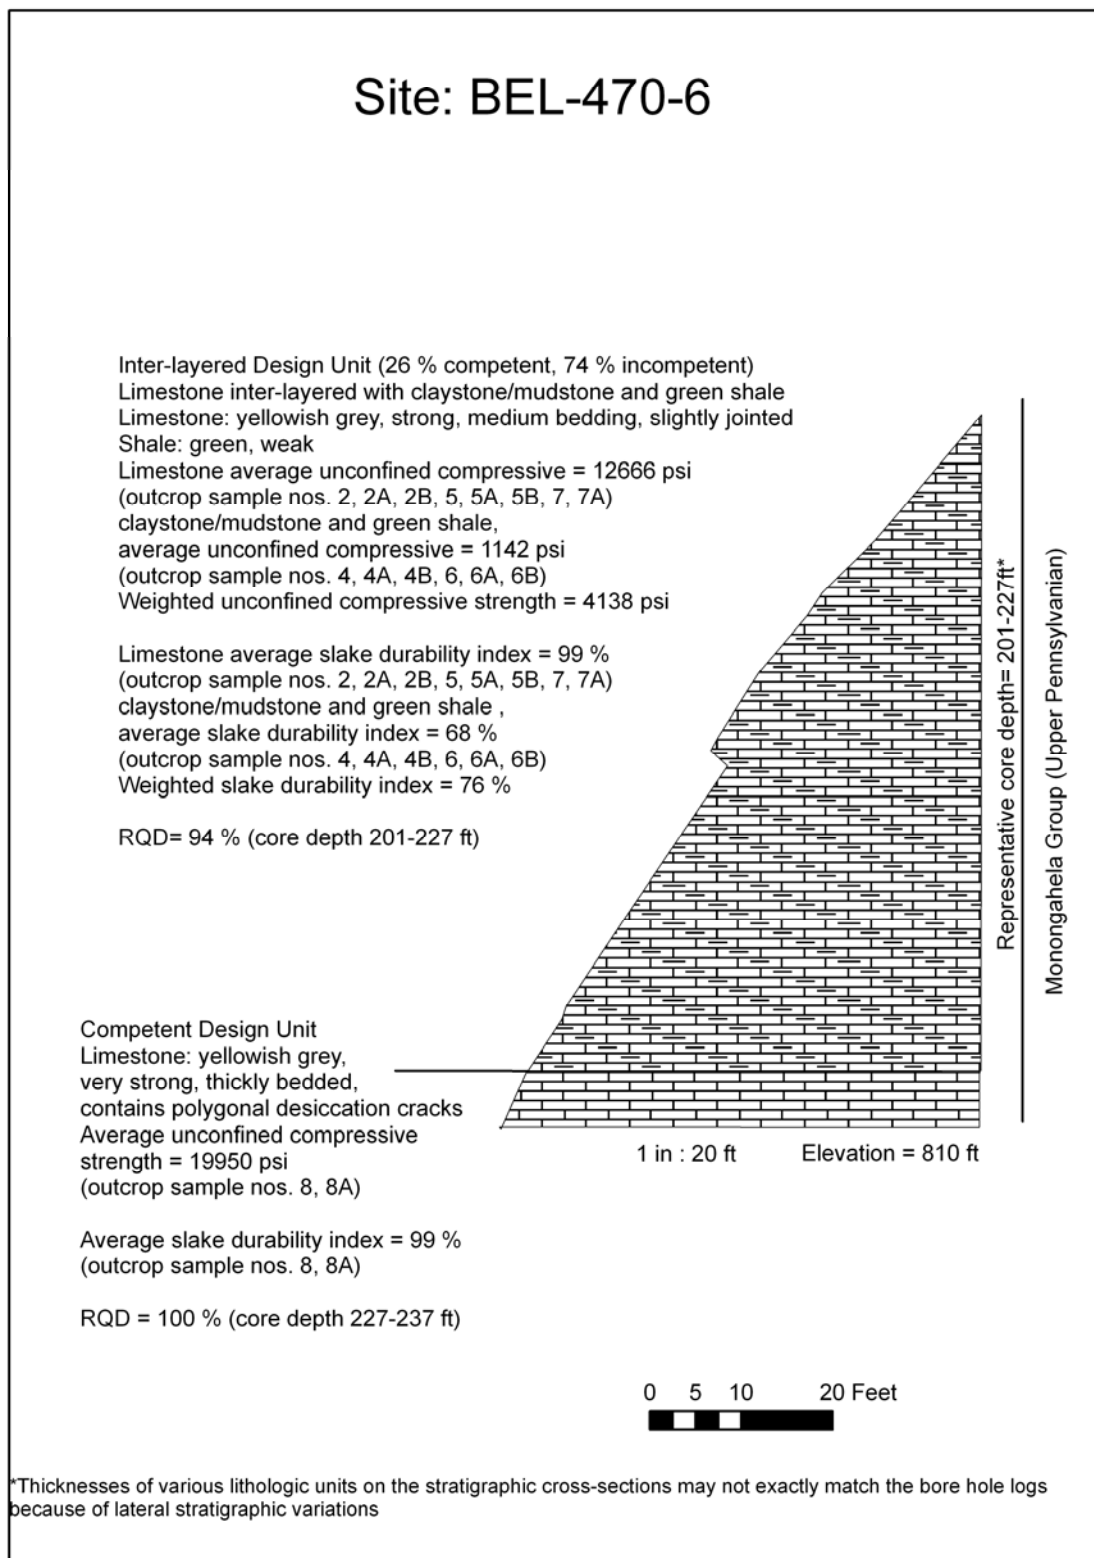 Site: BEL-470-6
Inter-layered Design Unit (26 % competent, 74 % incompetent)
Limestone inter-layered with claystone/mudstone and green shale
Limestone: yellowish grey, strong, medium bedding, slightly jointed
Shale: green, weak
Limestone average unconfined compressive = 12666 psi
(outcrop sample nos. 2, 2A, 2B, 5, 5A, 5B, 7, 7A)
claystone/mudstone and green shale,
average unconfined compressive = 1142 psi
(outcrop sample nos. 4, 4A, 4B, 6, 6A, 6B)
Weighted unconfined compressive strength = 4138 psi
Limestone average slake durability index = 99 %
(outcrop sample nos. 2, 2A, 2B, 5, 5A, 5B, 7, 7A)
claystone/mudstone and green shale ,
average slake durability index = 68 %
(outcrop sample nos. 4, 4A, 4B, 6, 6A, 6B)
Weighted slake durability index = 76 %
RQD= 94 % (core depth 201-227 ft)
Representative core depth= 201-227ft*
Monongahela Group (Upper Pennsylvanian)
Competent Design Unit
Limestone: yellowish grey,
very strong, thickly bedded,
contains polygonal desiccation cracks
Average unconfined compressive
strength = 19950 psi
(outcrop sample nos. 8, 8A)
Average slake durability index = 99 %
(outcrop sample nos. 8, 8A)
RQD = 100 % (core depth 227-237 ft)
1 in : 20 ft Elevation = 810 ft
0 5 10 20 Feet
*Thicknesses of various lithologic units on the stratigraphic cross-sections may not exactly match the bore hole logs
because of lateral stratigraphic variations